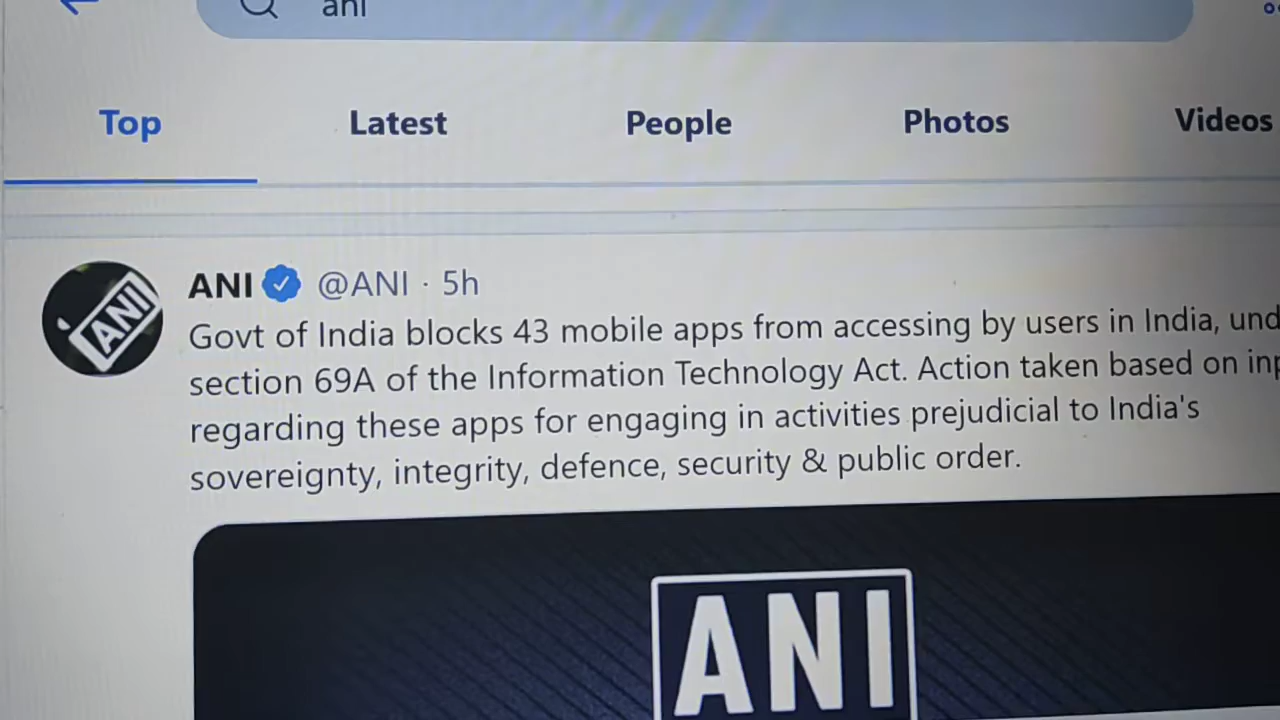 ani
Top Latest People Photos Videos
ANI @ANI · 5h
Govt of India blocks 43 mobile apps from accessing by users in India,
section 69A of the Information Technology Act. Action taken based on
regarding these apps for engaging in activities prejudicial to India's
sovereignty, integrity, defence, security & public order.
ANI
ANI